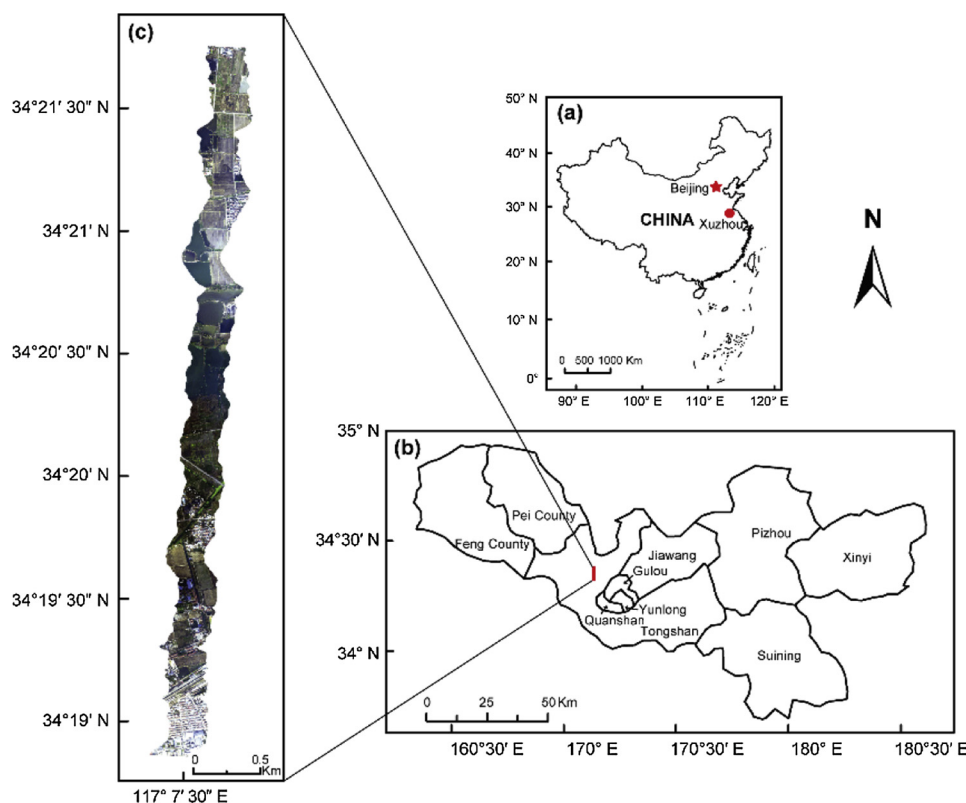 (c)
34°21′ 30″ N
34°21′ N
34°20′ 30″ N
34°20′ N
34°19′ 30″ N
34°19′ N
0 0.5
Km
117° 7′ 30″ E
(a)
50° N
40° N
30° N
20° N
10° N
0°
Beijing
CHINA
Xuzhou
0 500 1000 Km
90° E 100° E 110° E 120° E
N
(b)
35° N
34°30′ N
34° N
Pei County
Feng County
Jiawang
Gulou
Pizhou
Xinyi
Quanshan
Yunlong
Tongshan
Suining
0 25 50 Km
160°30′ E 170° E 170°30′ E 180° E 180°30′ E